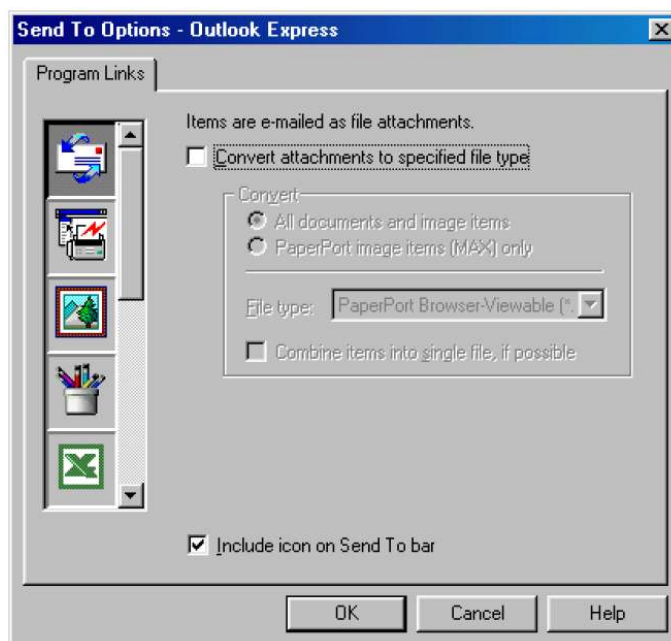 Send To Options - Outlook Express
Program Links
Items are e-mailed as file attachments.
Convert attachments to specified file type
Convert
All documents and image items
PaperPort image items (MAX) only
File type: PaperPort Browser-Viewable (*.
Combine items into single file, if possible
Include icon on Send To bar
OK Cancel Help